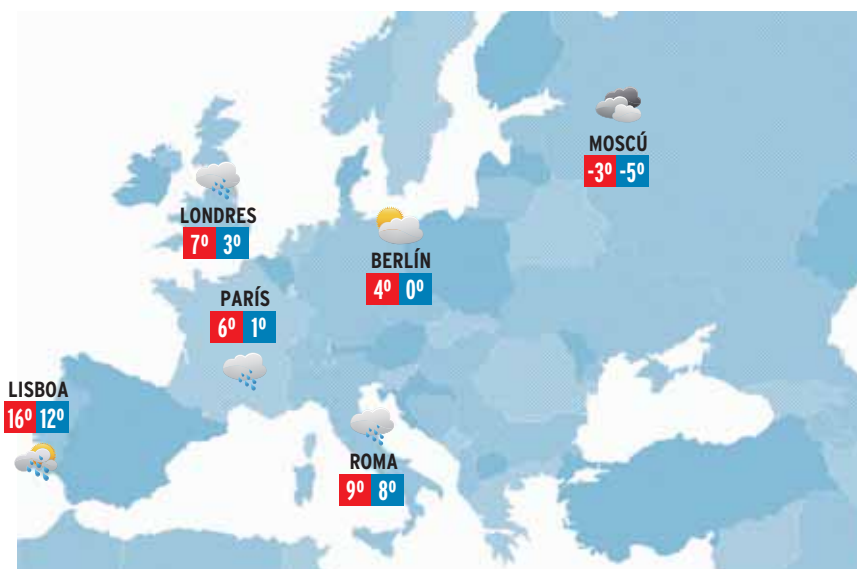 MOSCÚ
-3º -5º
LONDRES
7º 3º
BERLÍN
4º 0º
PARÍS
6º 1º
LISBOA
16º 12º
ROMA
9º 8º